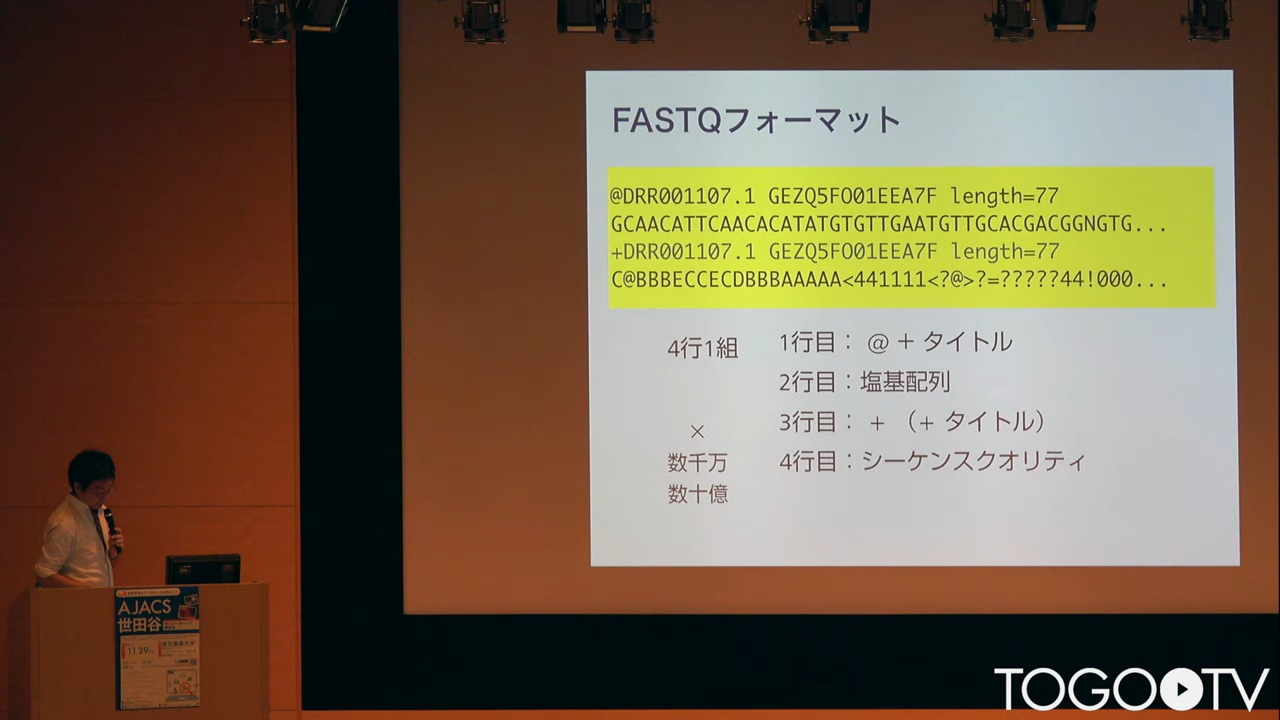 FASTQフォーマット
@DRR001107.1 GEZQ5FO01EEA7F length=77
GCAACATTCAACACATATGTGTTGAATGTTGCACGACGGNGTG...
+DRR001107.1 GEZQ5FO01EEA7F length=77
C@BBBECCECDBBBAAAAA<441111<?@>?=?????44!000...
4行1組
×
数千万
数十億
1行目： @ + タイトル
2行目：塩基配列
3行目： + （+ タイトル）
4行目：シーケンスクオリティ
AJACS
世田谷
11.29
TOGOTV